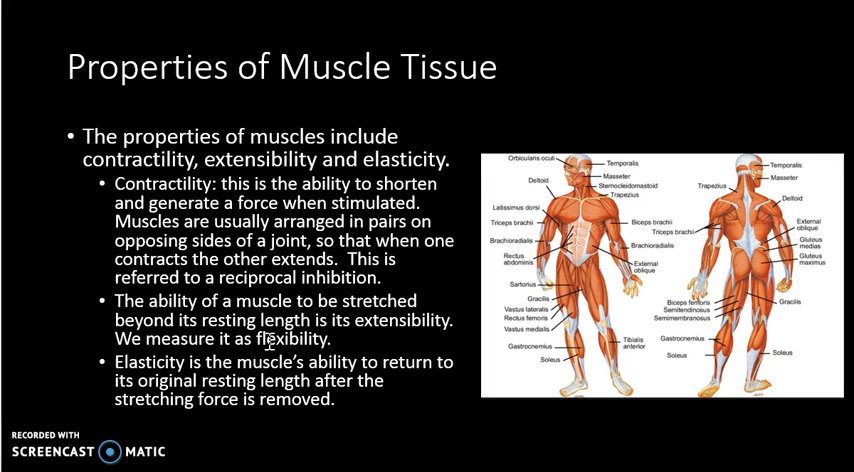 Properties of Muscle Tissue
• The properties of muscles include
contractility, extensibility and elasticity.
• Contractility: this is the ability to shorten
and generate a force when stimulated.
Muscles are usually arranged in pairs on
opposing sides of a joint, so that when one
contracts the other extends. This is
referred to a reciprocal inhibition.
• The ability of a muscle to be stretched
beyond its resting length is its extensibility.
We measure it as flexibility.
• Elasticity is the muscle's ability to return to
its original resting length after the
stretching force is removed.
Orbicularis oculi
Deltoid
Latissimus dorsi
Triceps brachii
Brachioradialis
Rectus
abdominis
Sartorius
Gracilis
Vastus lateralis
Rectus femoris
Vastus medialis
Gastrocnemius
Soleus
Temporalis
Masseter
Sternocleidomastoid
Trapezius
Biceps brachii
Brachioradialis
External
oblique
Tibialis
anterior
Trapezius
Triceps brachii
Biceps femoris
Semitendinosus
Semimembranosus
Gastrocnemius
Soleus
Temporalis
Masseter
Deltoid
External
oblique
Gluteus
medias
Gluteus
maximus
Gracilis
Soleus
RECORDED WITH
SCREENCAST MATIC